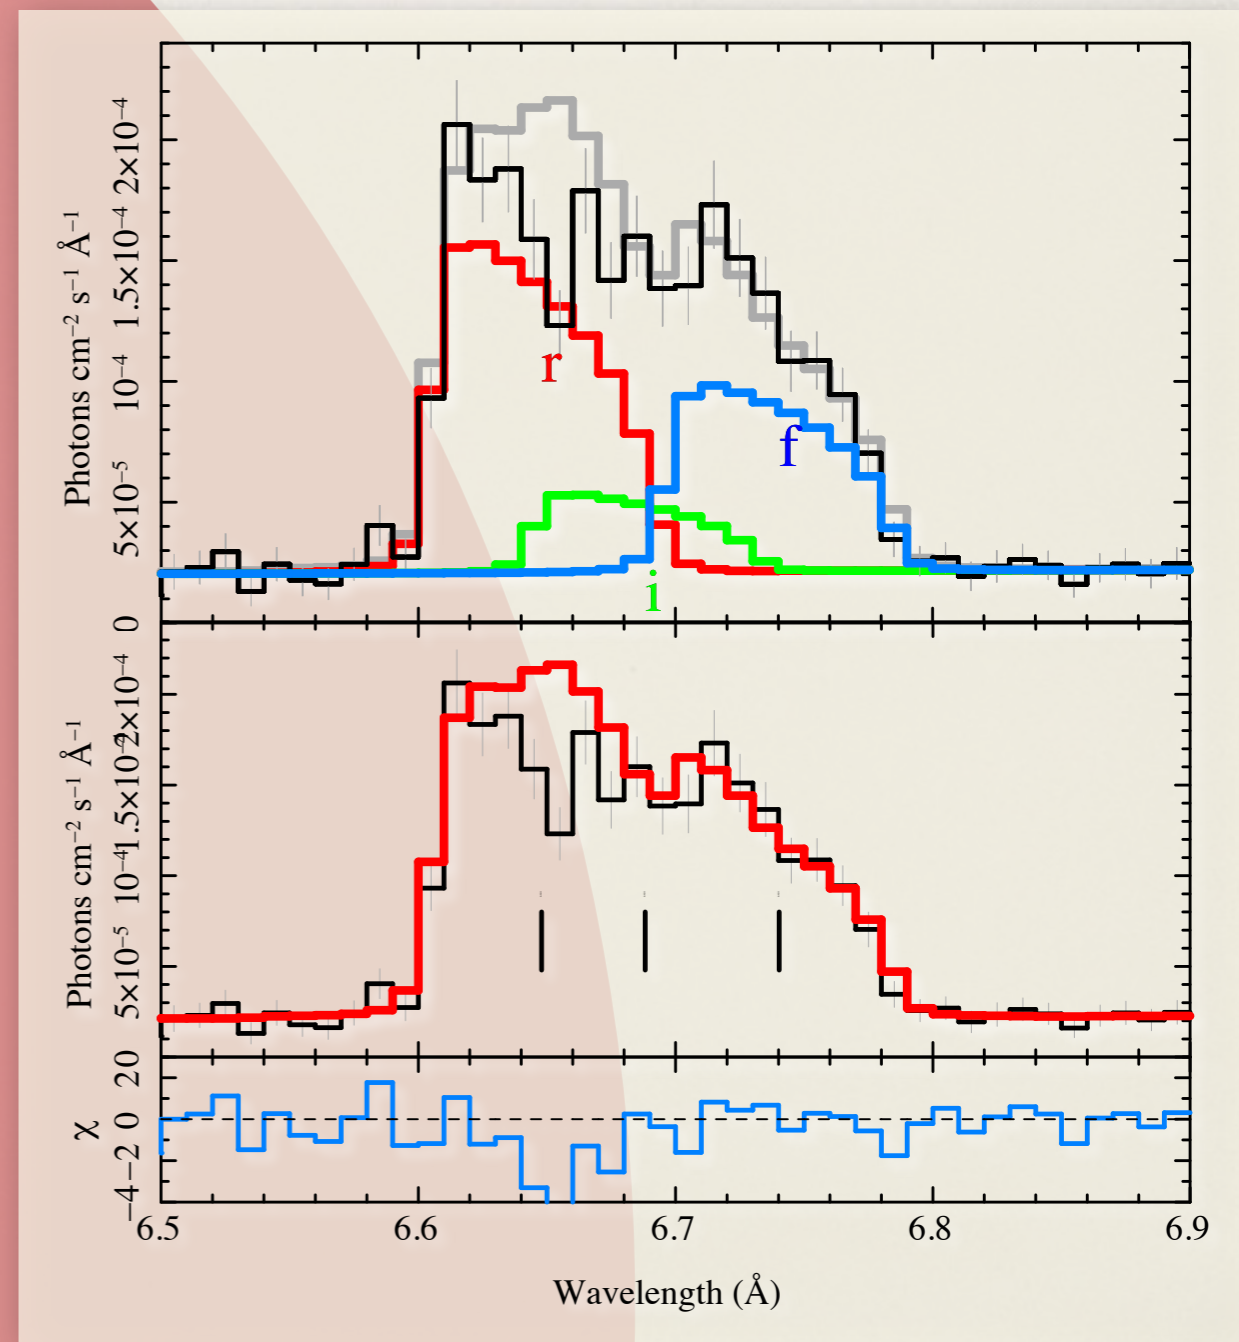 Photons cm⁻² s⁻¹ Å⁻¹
2×10⁻⁴
1.5×10⁻⁴
10⁻⁴
5×10⁻⁵
0
r
f
i
Photons cm⁻² s⁻¹ Å⁻¹
2×10⁻⁴
1.5×10⁻⁴
10⁻⁴
5×10⁻⁵
0
χ
2
0
−2
−4
6.5 6.6 6.7 6.8 6.9
Wavelength (Å)